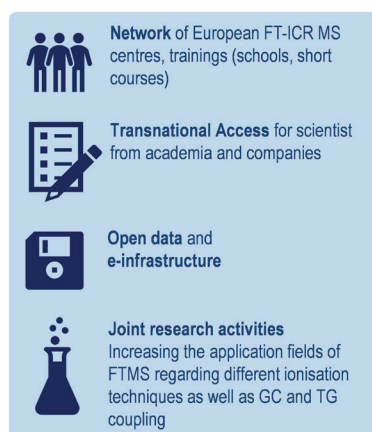 Network of European FT-ICR MS
centres, trainings (schools, short
courses)
Transnational Access for scientist
from academia and companies
Open data and
e-infrastructure
Joint research activities
Increasing the application fields of
FTMS regarding different ionisation
techniques as well as GC and TG
coupling